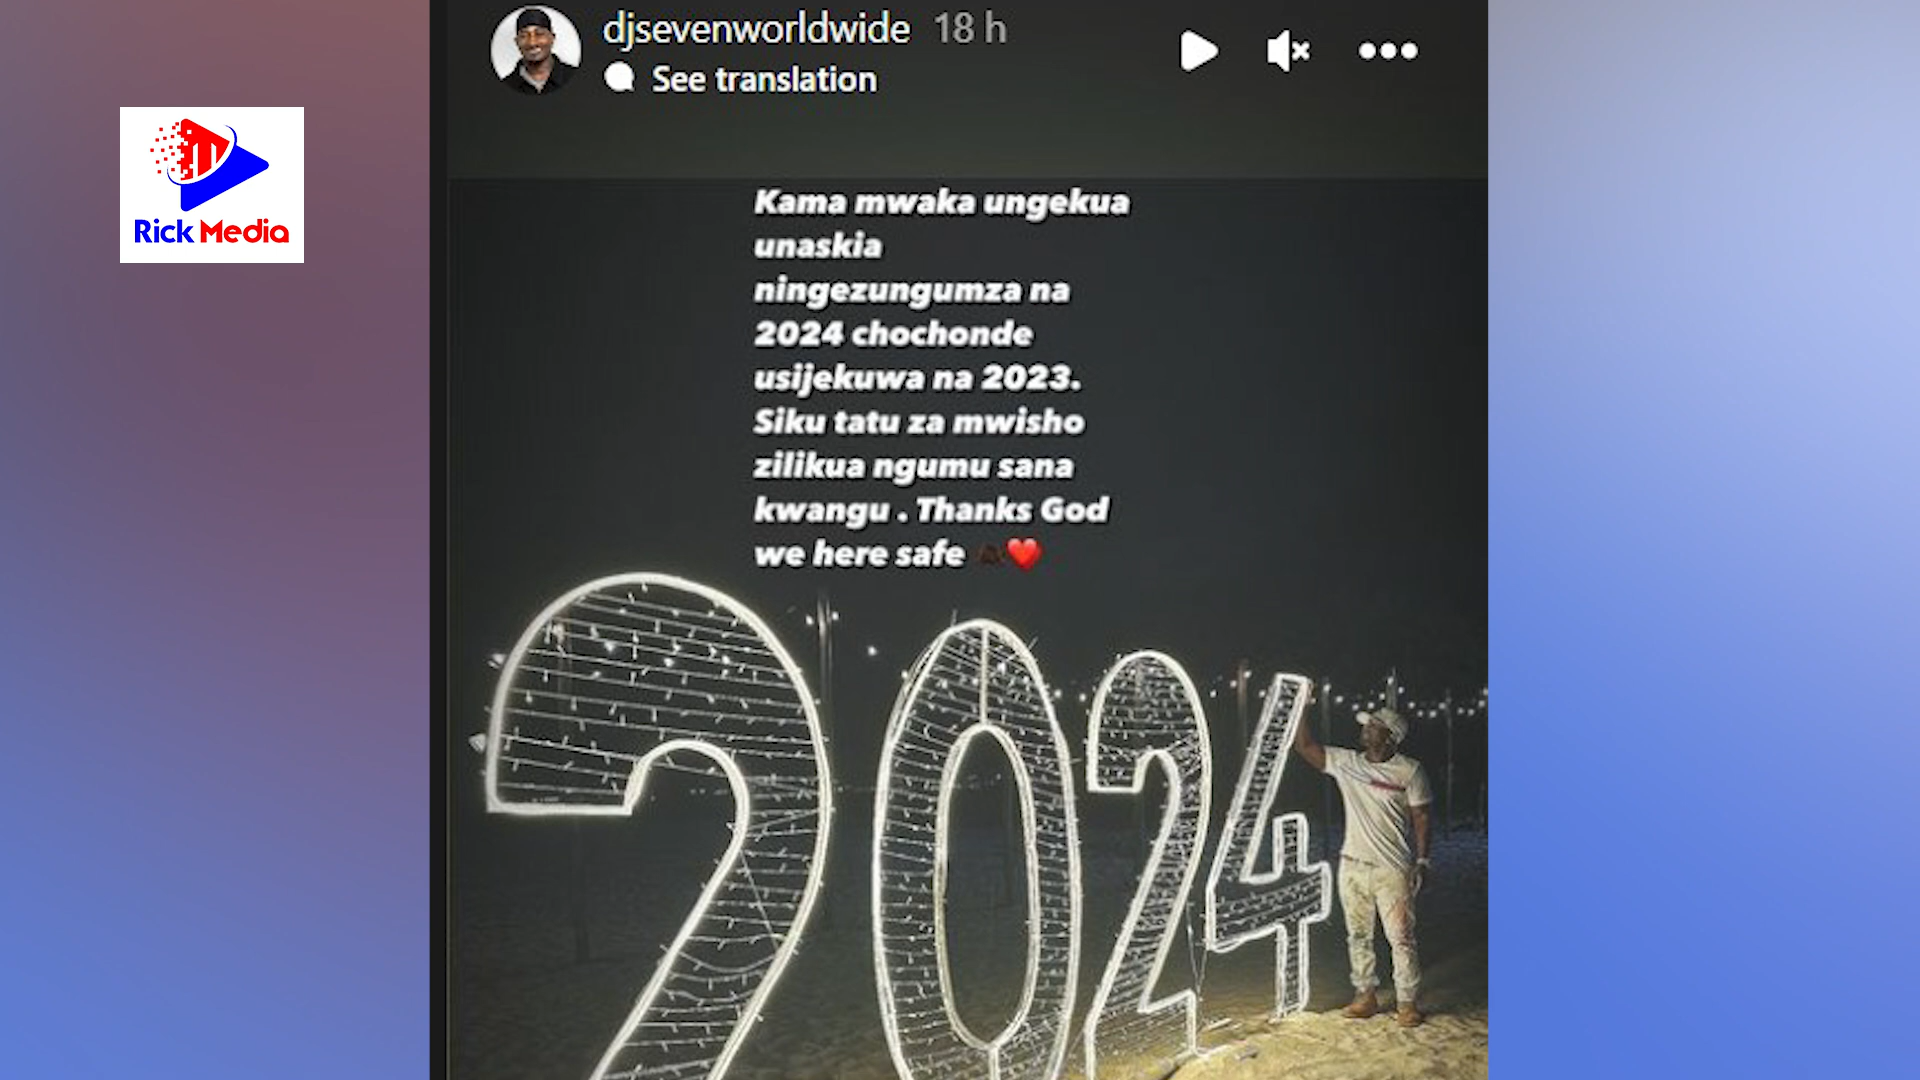 djsevenworldwide 18 h
See translation
Rick Media
Kama mwaka ungekua
unaskia
ningezungumza na
2024 chochonde
usijekuwa na 2023.
Siku tatu za mwisho
zilikua ngumu sana
kwangu . Thanks God
we here safe
2024